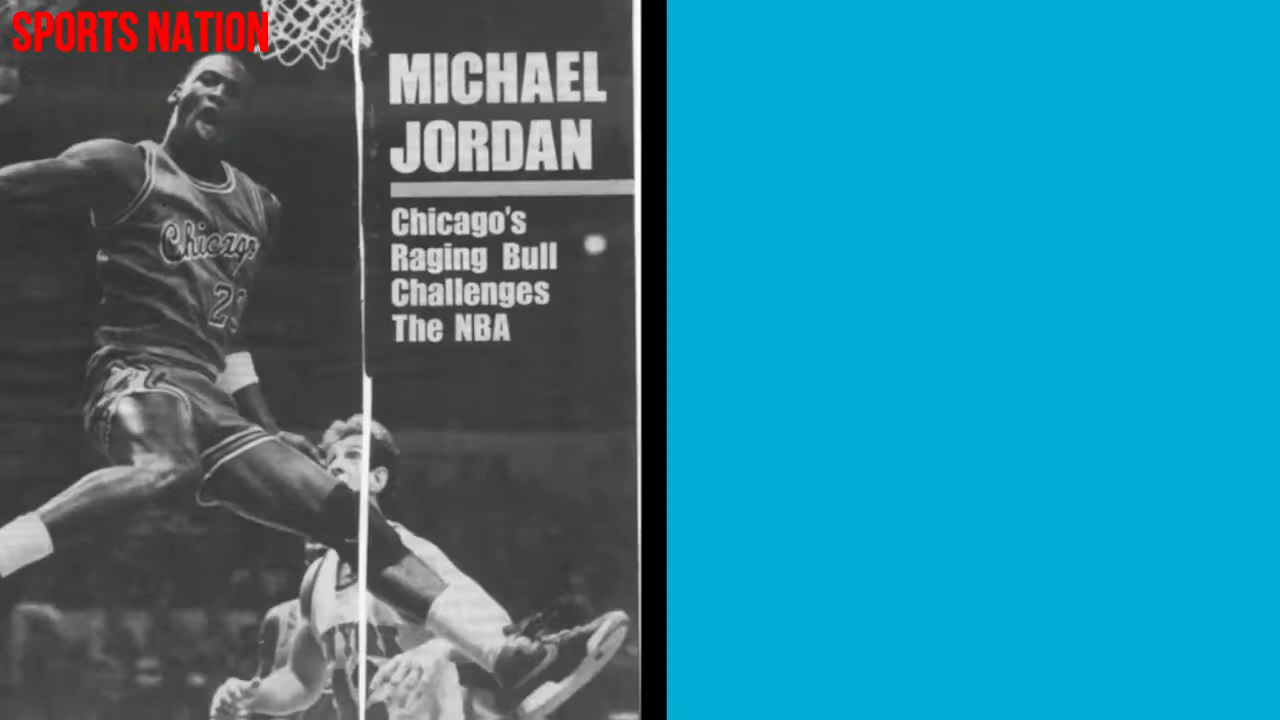 SPORTS NATION
MICHAEL
JORDAN
Chicago's
Raging Bull
Challenges
The NBA
Chicago
23